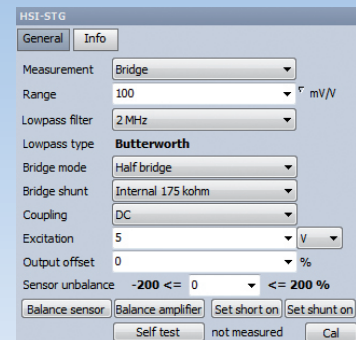 HSI-STG
General Info
Measurement Bridge
Range 100 mV/V
Lowpass filter 2 MHz
Lowpass type Butterworth
Bridge mode Half bridge
Bridge shunt Internal 175 kohm
Coupling DC
Excitation 5 V
Output offset 0 %
Sensor unbalance -200 <= 0 <= 200 %
Balance sensor Balance amplifier Set short on Set shunt on
Self test not measured Cal